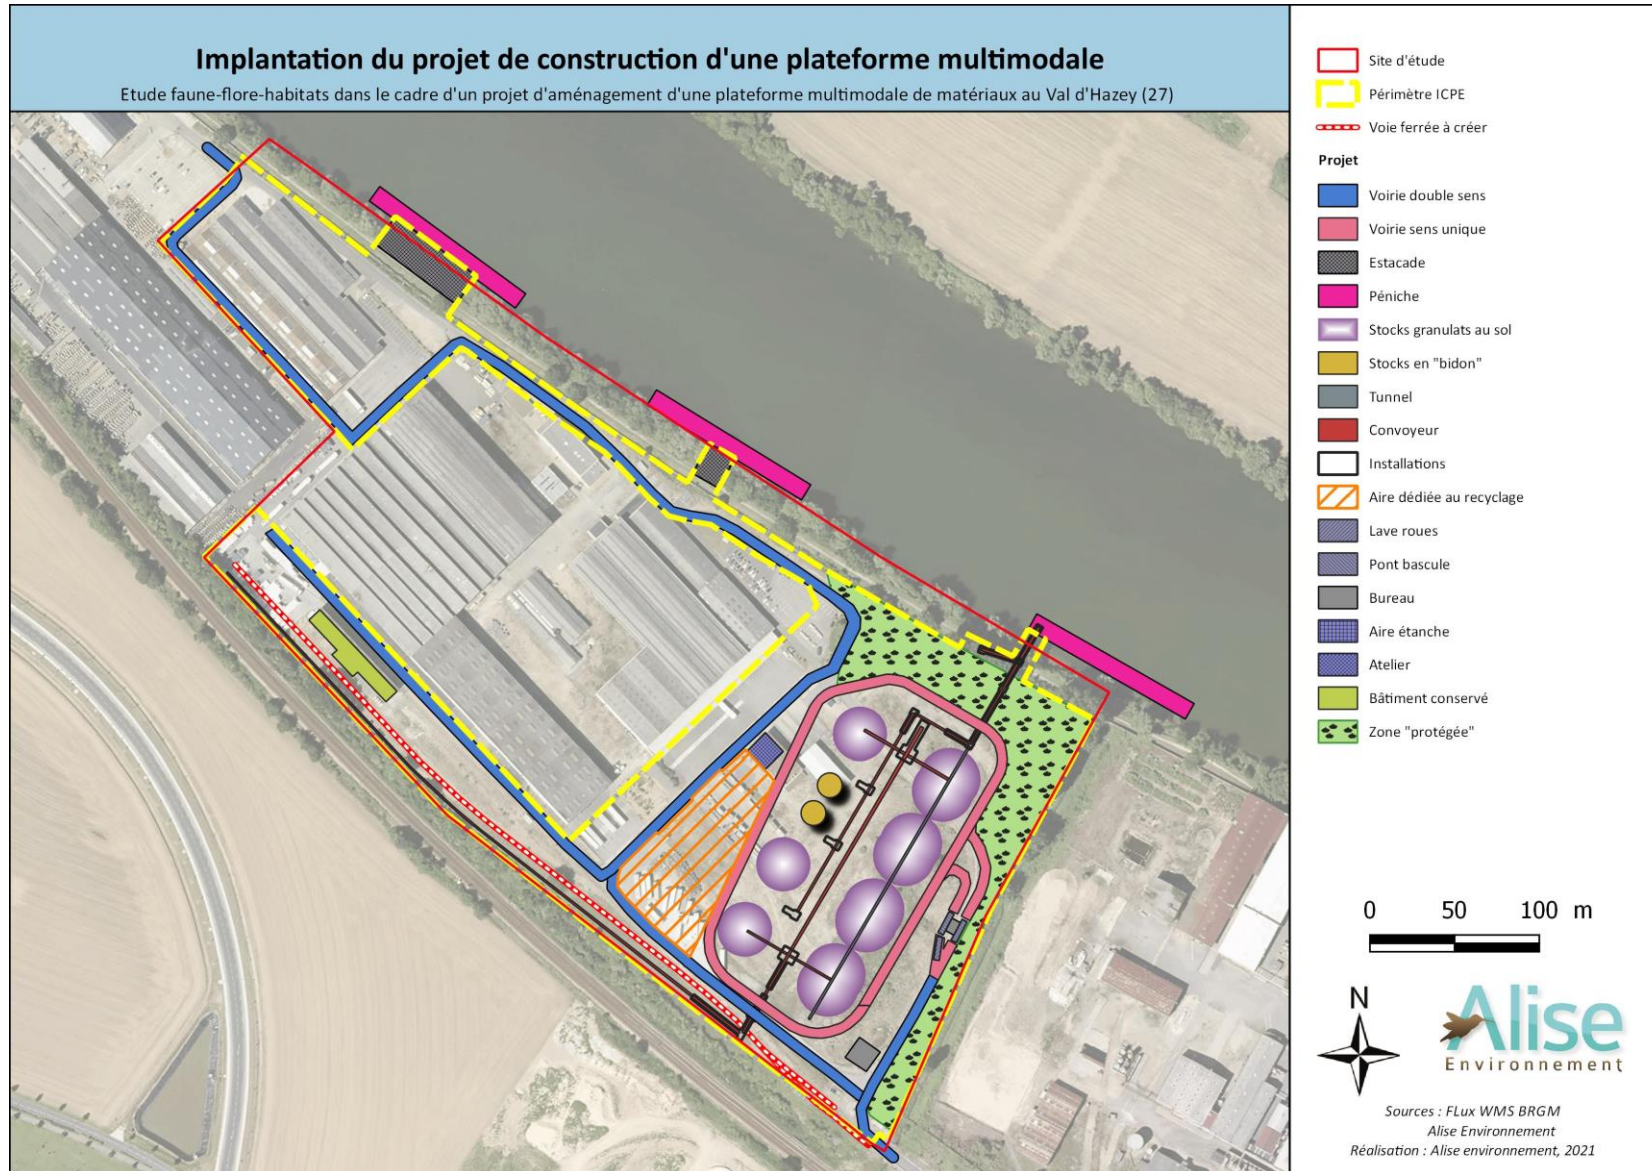 Implantation du projet de construction d'une plateforme multimodale
Etude faune-flore-habitats dans le cadre d'un projet d'aménagement d'une plateforme multimodale de matériaux au Val d'Hazey (27)
Site d'étude
Périmètre ICPE
Voie ferrée à créer
Projet
Voirie double sens
Voirie sens unique
Estacade
Péniche
Stocks granulats au sol
Stocks en "bidon"
Tunnel
Convoyeur
Installations
Aire dédiée au recyclage
Lave roues
Pont bascule
Bureau
Aire étanche
Atelier
Bâtiment conservé
Zone "protégée"
0 50 100 m
N
Alise
Environnement
Sources : FLux WMS BRGM
Alise Environnement
Réalisation : Alise environnement, 2021